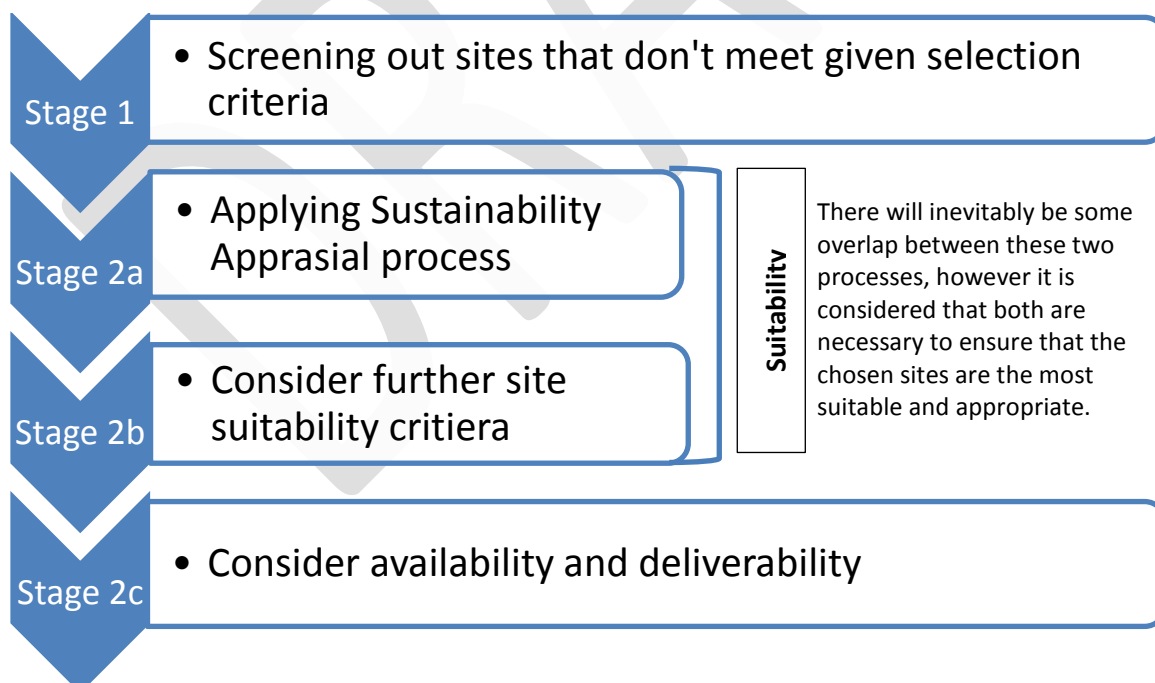 Stage 1
• Screening out sites that don't meet given selection
criteria
Stage 2a
• Applying Sustainability
Apprasial process
Stage 2b
• Consider further site
suitability critiera
Suitability
There will inevitably be some
overlap between these two
processes, however it is
considered that both are
necessary to ensure that the
chosen sites are the most
suitable and appropriate.
Stage 2c
• Consider availability and deliverability